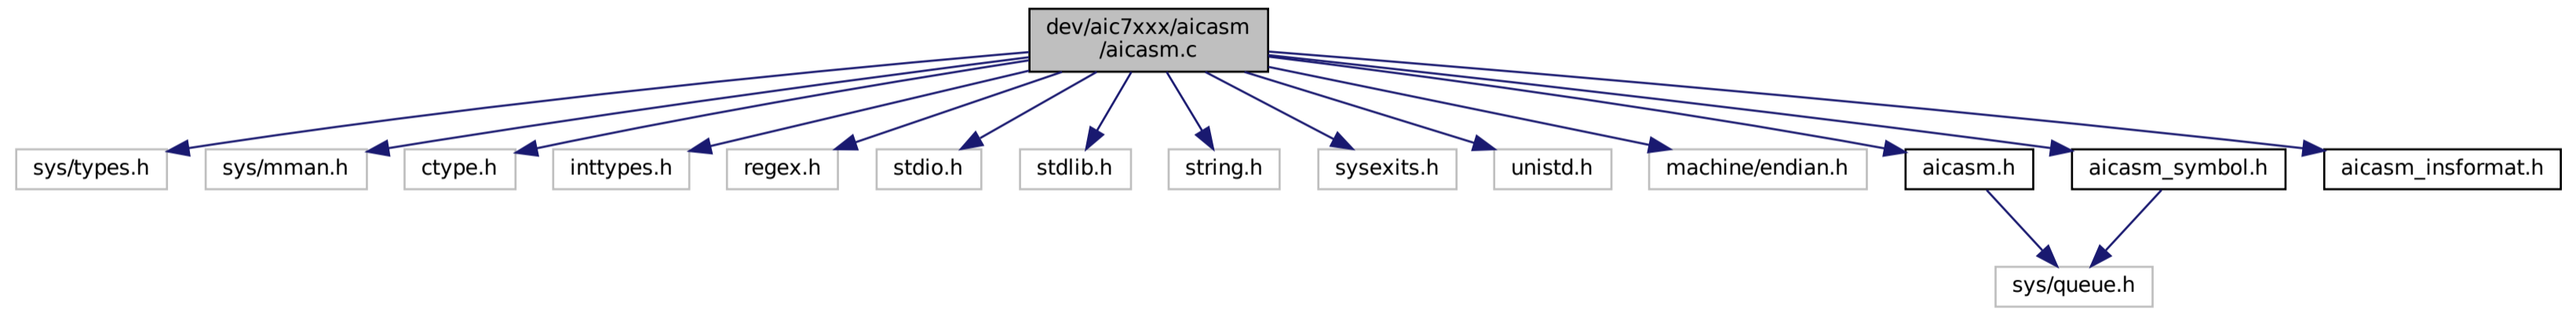 dev/aic7xxx/aicasm
/aicasm.c
sys/types.h
sys/mman.h
ctype.h
inttypes.h
regex.h
stdio.h
stdlib.h
string.h
sysexits.h
unistd.h
machine/endian.h
aicasm.h
aicasm_symbol.h
aicasm_insformat.h
sys/queue.h